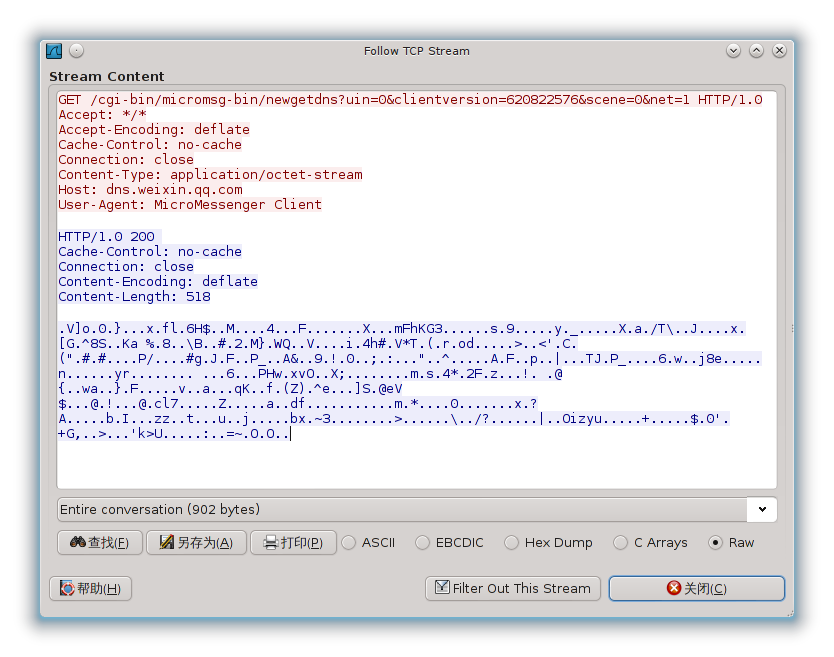 Follow TCP Stream
Stream Content
GET /cgi-bin/micromsg-bin/newgetdns?uin=0&clientversion=620822576&scene=0&net=1 HTTP/1.0
Accept: */*
Accept-Encoding: deflate
Cache-Control: no-cache
Connection: close
Content-Type: application/octet-stream
Host: dns.weixin.qq.com
User-Agent: MicroMessenger Client
HTTP/1.0 200
Cache-Control: no-cache
Connection: close
Content-Encoding: deflate
Content-Length: 518
.V]o.O.}...x.fl.6H$..M....4...F.......X...mFhKG3......s.9.....y._.....X.a./T\..J....x.
[G.^8S..Ka %.8..\B..#.2.M}.WQ..V....i.4h#.V*T.(.r.od.....>..<'.C.
(".#.#....P/....#g.J.F..P_..A&..9.!.0..;.:..."..^.....A.F..p..|...TJ.P_....6.w..j8e.....
n......yr........ ...6...PHw.xvO..X;........m.s.4*.2F.z...!. .@
{..wa..}.F.....v..a...qK..f.(Z).^e...]S.@eV
$...@.!...@.cl7.....Z.....a..df...........m.*....0.......x.?
A.....b.I...zz..t...u..j.....bx.~3........>......\../?......|..Oizyu.....+.....$.0'.
+G,..>...'k>U.....:..=~.O.O..
Entire conversation (902 bytes)
查找(F) 另存为(A) 打印(P) ASCII EBCDIC Hex Dump C Arrays Raw
帮助(H) Filter Out This Stream 关闭(C)